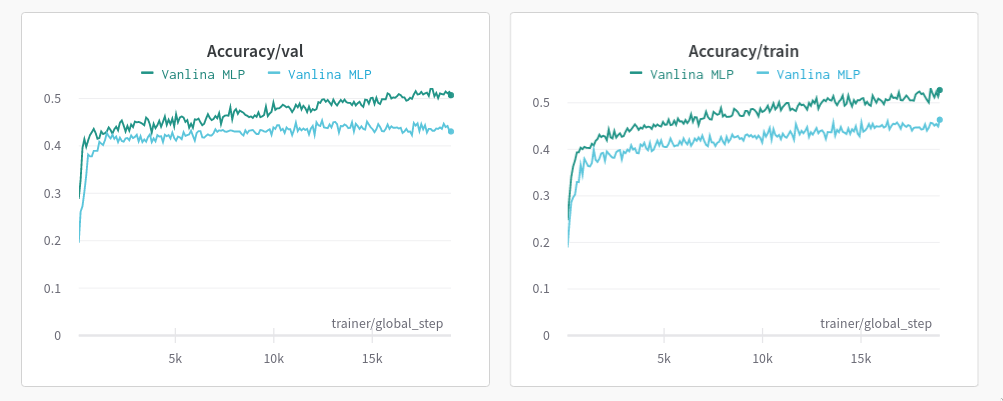 Accuracy/val
Vanlina MLP Vanlina MLP
0.5
0.4
0.3
0.2
0.1
0
trainer/global_step
5k 10k 15k
Accuracy/train
Vanlina MLP Vanlina MLP
0.5
0.4
0.3
0.2
0.1
0
trainer/global_step
5k 10k 15k